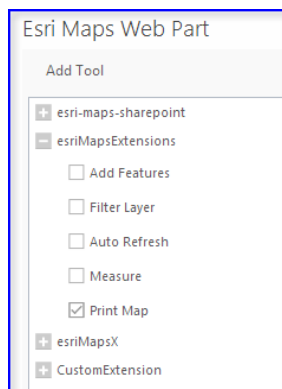 Esri Maps Web Part
Add Tool
esri-maps-sharepoint
esriMapsExtensions
Add Features
Filter Layer
Auto Refresh
Measure
Print Map
esriMapsX
CustomExtension